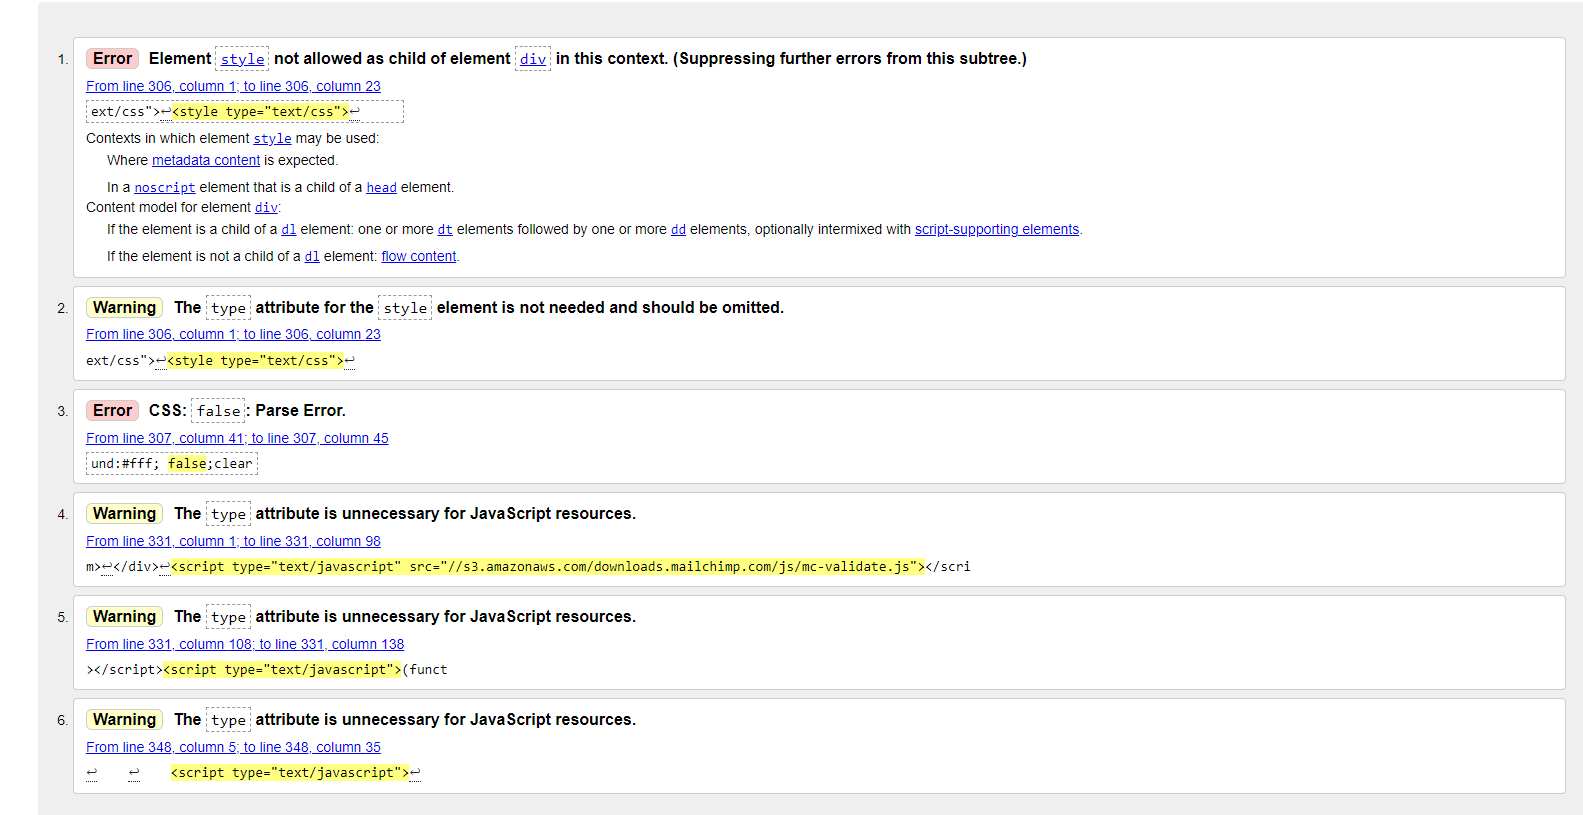 1. Error Element style not allowed as child of element div in this context. (Suppressing further errors from this subtree.)
From line 306, column 1; to line 306, column 23
ext/css">↩<style type="text/css">↩
Contexts in which element style may be used:
Where metadata content is expected.
In a noscript element that is a child of a head element.
Content model for element div:
If the element is a child of a dl element: one or more dt elements followed by one or more dd elements, optionally intermixed with script-supporting elements.
If the element is not a child of a dl element: flow content.
2. Warning The type attribute for the style element is not needed and should be omitted.
From line 306, column 1; to line 306, column 23
ext/css">↩<style type="text/css">↩
3. Error CSS: false: Parse Error.
From line 307, column 41; to line 307, column 45
und:#fff; false;clear
4. Warning The type attribute is unnecessary for JavaScript resources.
From line 331, column 1; to line 331, column 98
m>↩</div>↩<script type="text/javascript" src="//s3.amazonaws.com/downloads.mailchimp.com/js/mc-validate.js"></scri
5. Warning The type attribute is unnecessary for JavaScript resources.
From line 331, column 108; to line 331, column 138
></script><script type="text/javascript">(funct
6. Warning The type attribute is unnecessary for JavaScript resources.
From line 348, column 5; to line 348, column 35
↩ ↩ <script type="text/javascript">↩